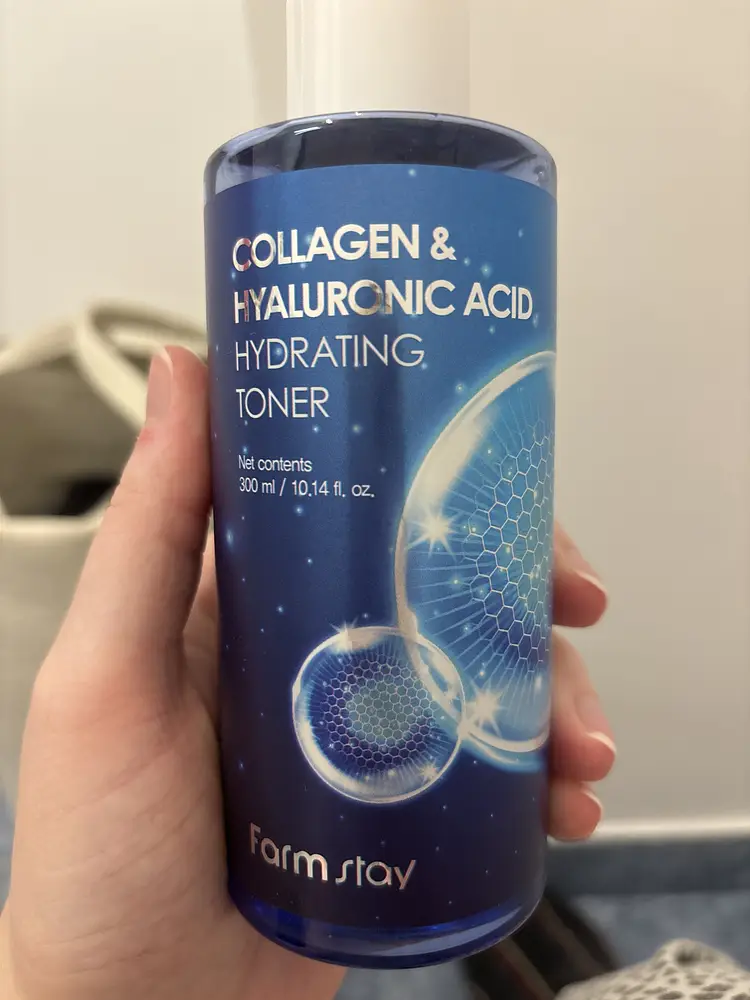 COLLAGEN &
HYALURONIC ACID
HYDRATING
TONER
Net contents
300 ml / 10.14 fl. oz.
Farm stay